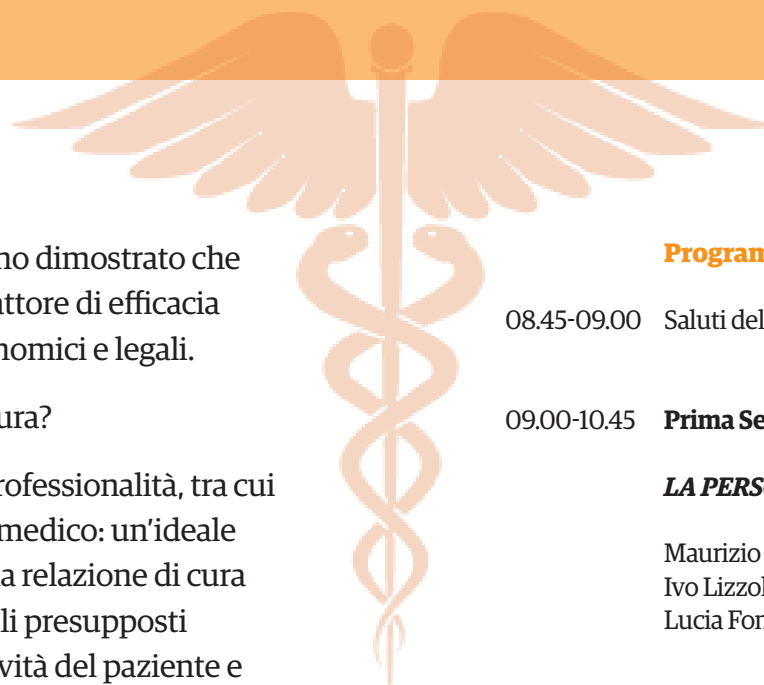 no dimostrato che
attore di efficacia
nomici e legali.
ura?
rofessionalità, tra cui
medico: un'ideale
a relazione di cura
li presupposti
vità del paziente e
Program
08.45-09.00 Saluti del
09.00-10.45 Prima Se
LA PERS
Maurizio
Ivo Lizzol
Lucia Fon